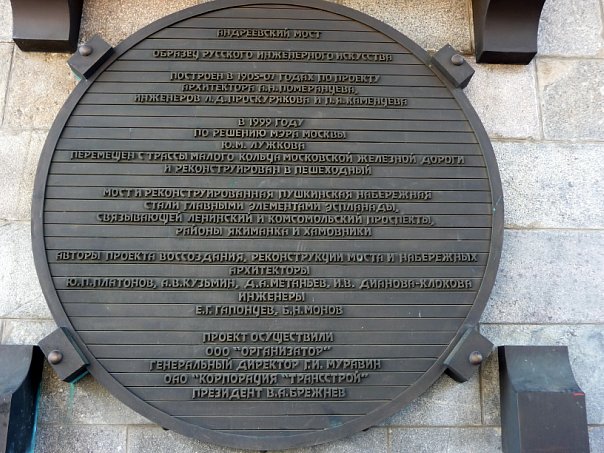 АНДРЕЕВСКИЙ МОСТ
ОБРАЗЕЦ РУССКОГО ИНЖЕНЕРНОГО ИСКУССТВА
ПОСТРОЕН В 1905-07 ГОДАХ ПО ПРОЕКТУ
АРХИТЕКТОРА А.Н. ПОМЕРАНЦЕВА,
ИНЖЕНЕРОВ Л.Д. ПРОСКУРЯКОВА И П.Я. КАМЕНЦЕВА
В 1999 ГОДУ
ПО РЕШЕНИЮ МЭРА МОСКВЫ
Ю.М. ЛУЖКОВА
ПЕРЕМЕЩЕН С ТРАССЫ МАЛОГО КОЛЬЦА МОСКОВСКОЙ ЖЕЛЕЗНОЙ ДОРОГИ
И РЕКОНСТРУИРОВАН В ПЕШЕХОДНЫЙ
МОСТ И РЕКОНСТРУИРОВАННАЯ ПУШКИНСКАЯ НАБЕРЕЖНАЯ
СТАЛИ ГЛАВНЫМИ ЭЛЕМЕНТАМИ ЭСПЛАНАДЫ,
СВЯЗЫВАЮЩЕЙ ЛЕНИНСКИЙ И КОМСОМОЛЬСКИЙ ПРОСПЕКТЫ,
РАЙОНЫ ЯКИМАНКА И ХАМОВНИКИ
АВТОРЫ ПРОЕКТА ВОССОЗДАНИЯ, РЕКОНСТРУКЦИИ МОСТА И НАБЕРЕЖНЫХ
АРХИТЕКТОРЫ
Ю.П. ПЛАТОНОВ, А.В. КУЗЬМИН, Д.А. МЕТАНЬЕВ, И.В. ДИАНОВА-КЛОКОВА
ИНЖЕНЕРЫ
Е.Г. ГАПОНЦЕВ, Б.Н. МОНОВ
ПРОЕКТ ОСУЩЕСТВИЛИ
ООО "ОРГАНИЗАТОР"
ГЕНЕРАЛЬНЫЙ ДИРЕКТОР Г.И. МУРАВИН
ОАО "КОРПОРАЦИЯ "ТРАНССТРОЙ"
ПРЕЗИДЕНТ В.А. БРЕЖНЕВ